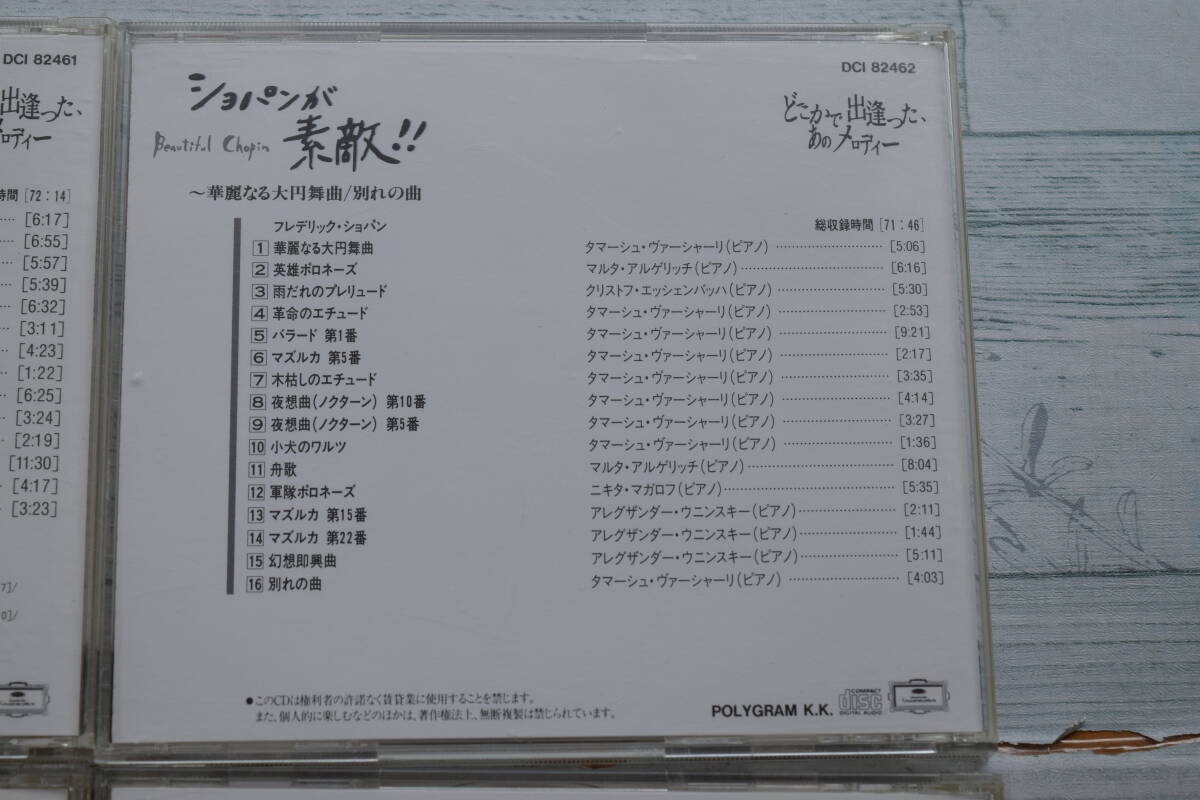 DCI 82461
出逢った、
メロディー
時間［72：14］
[6:17]
[6:55]
[5:57]
[5:39]
[6:32]
[3:11]
[4:23]
[1:22]
[6:25]
[3:24]
[2:19]
[11:30]
[4:17]
[3:23]
7]/
0]/
DCI 82462
ショパンが
素敵!!
Beautiful Chopin
どこかで出逢った、
あのメロディー
～華麗なる大円舞曲/別れの曲
フレデリック・ショパン 総収録時間［71：46］
1 華麗なる大円舞曲 タマーシュ・ヴァーシャーリ(ピアノ) [5:06]
2 英雄ポロネーズ マルタ・アルゲリッチ(ピアノ) [6:16]
3 雨だれのプレリュード クリストフ・エッシェンバッハ(ピアノ) [5:30]
4 革命のエチュード タマーシュ・ヴァーシャーリ(ピアノ) [2:53]
5 バラード 第1番 タマーシュ・ヴァーシャーリ(ピアノ) [9:21]
6 マズルカ 第5番 タマーシュ・ヴァーシャーリ(ピアノ) [2:17]
7 木枯しのエチュード タマーシュ・ヴァーシャーリ(ピアノ) [3:35]
8 夜想曲(ノクターン) 第10番 タマーシュ・ヴァーシャーリ(ピアノ) [4:14]
9 夜想曲(ノクターン) 第5番 タマーシュ・ヴァーシャーリ(ピアノ) [3:27]
10 小犬のワルツ タマーシュ・ヴァーシャーリ(ピアノ) [1:36]
11 舟歌 マルタ・アルゲリッチ(ピアノ) [8:04]
12 軍隊ポロネーズ ニキタ・マガロフ(ピアノ) [5:35]
13 マズルカ 第15番 アレグザンダー・ウニンスキー(ピアノ) [2:11]
14 マズルカ 第22番 アレグザンダー・ウニンスキー(ピアノ) [1:44]
15 幻想即興曲 アレグザンダー・ウニンスキー(ピアノ) [5:11]
16 別れの曲 タマーシュ・ヴァーシャーリ(ピアノ) [4:03]
●このCDは権利者の許諾なく賃貸業に使用することを禁じます。
また、個人的に楽しむなどのほかは、著作権法上、無断複製は禁じられています。
POLYGRAM K.K.
COMPACT
disc
DIGITAL AUDIO